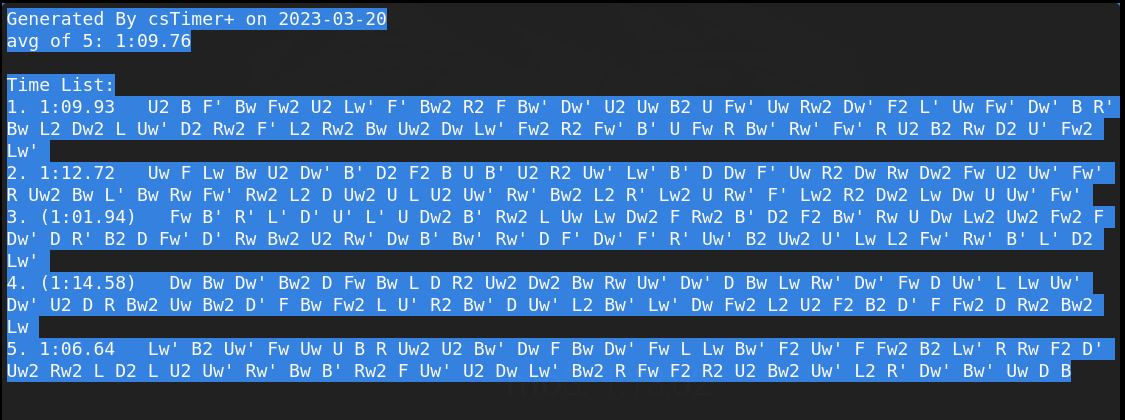 Generated By csTimer+ on 2023-03-20
avg of 5: 1:09.76
Time List:
1. 1:09.93 U2 B F' Bw Fw2 U2 Lw' F' Bw2 R2 F Bw' Dw' U2 Uw B2 U Fw' Uw Rw2 Dw' F2 L' Uw Fw' Dw' B R'
Bw L2 Dw2 L Uw' D2 Rw2 F' L2 Rw2 Bw Uw2 Dw Lw' Fw2 R2 Fw' B' U Fw R Bw' Rw' Fw' R U2 B2 Rw D2 U' Fw2
Lw'
2. 1:12.72 Uw F Lw Bw U2 Dw' B' D2 F2 B U B' U2 R2 Uw' Lw' B' D Dw F' Uw R2 Dw Rw Dw2 Fw U2 Uw' Fw'
R Uw2 Bw L' Bw Rw Fw' Rw2 L2 D Uw2 U L U2 Uw' Rw' Bw2 L2 R' Lw2 U Rw' F' Lw2 R2 Dw2 Lw Dw U Uw' Fw'
3. (1:01.94) Fw B' R' L' D' U' L' U Dw2 B' Rw2 L Uw Lw Dw2 F Rw2 B' D2 F2 Bw' Rw U Dw Lw2 Uw2 Fw2 F
Dw' D R' B2 D Fw' D' Rw Bw2 U2 Rw' Dw B' Bw' Rw' D F' Dw' F' R' Uw' B2 Uw2 U' Lw L2 Fw' Rw' B' L' D2
Lw'
4. (1:14.58) Dw Bw Dw' Bw2 D Fw Bw L D R2 Uw2 Dw2 Bw Rw Uw' Dw' D Bw Lw Rw' Dw' Fw D Uw' L Lw Uw'
Dw' U2 D R Bw2 Uw Bw2 D' F Bw Fw2 L U' R2 Bw' D Uw' L2 Bw' Lw' Dw Fw2 L2 U2 F2 B2 D' F Fw2 D Rw2 Bw2
Lw
5. 1:06.64 Lw' B2 Uw' Fw Uw U B R Uw2 U2 Bw' Dw F Bw Dw' Fw L Lw Bw' F2 Uw' F Fw2 B2 Lw' R Rw F2 D'
Uw2 Rw2 L D2 L U2 Uw' Rw' Bw B' Rw2 F Uw' U2 Dw Lw' Bw2 R Fw F2 R2 U2 Bw2 Uw' L2 R' Dw' Bw' Uw D B